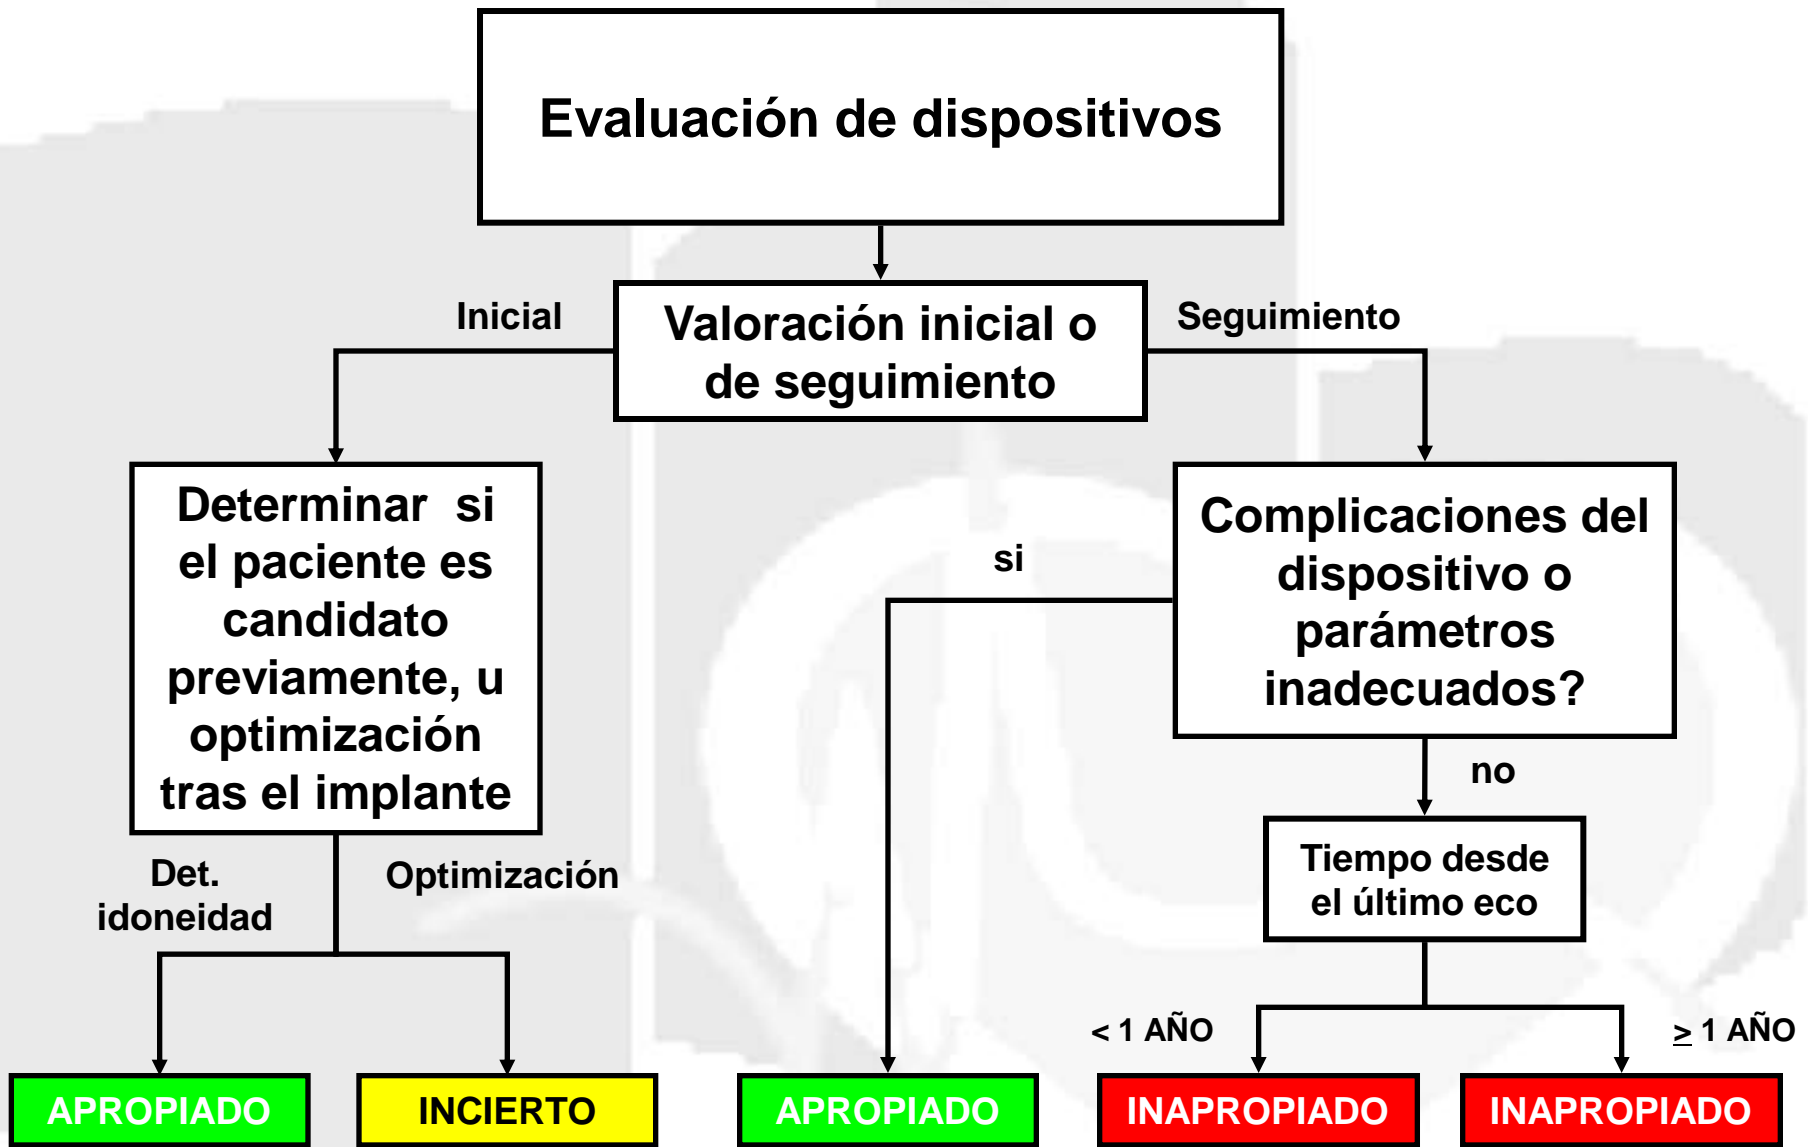 Evaluación de dispositivos
Inicial
Valoración inicial o
de seguimiento
Seguimiento
Determinar si
el paciente es
candidato
previamente, u
optimización
tras el implante
si
Complicaciones del
dispositivo o
parámetros
inadecuados?
no
Tiempo desde
el último eco
Det.
idoneidad
Optimización
< 1 AÑO
≥ 1 AÑO
APROPIADO
INCIERTO
APROPIADO
INAPROPIADO
INAPROPIADO